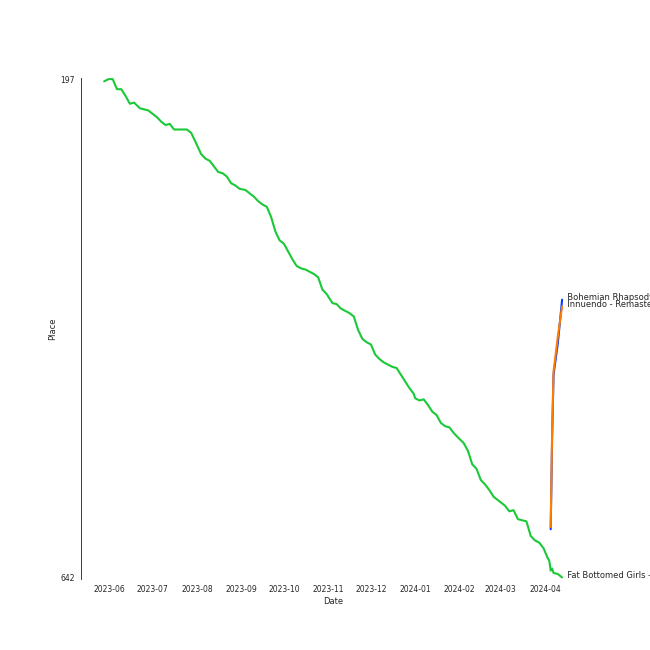 197
Bohemian Rhapsody
Innuendo - Remaste
Place
642
Fat Bottomed Girls -
2023-06 2023-07 2023-08 2023-09 2023-10 2023-11 2023-12 2024-01 2024-02 2024-03 2024-04
Date